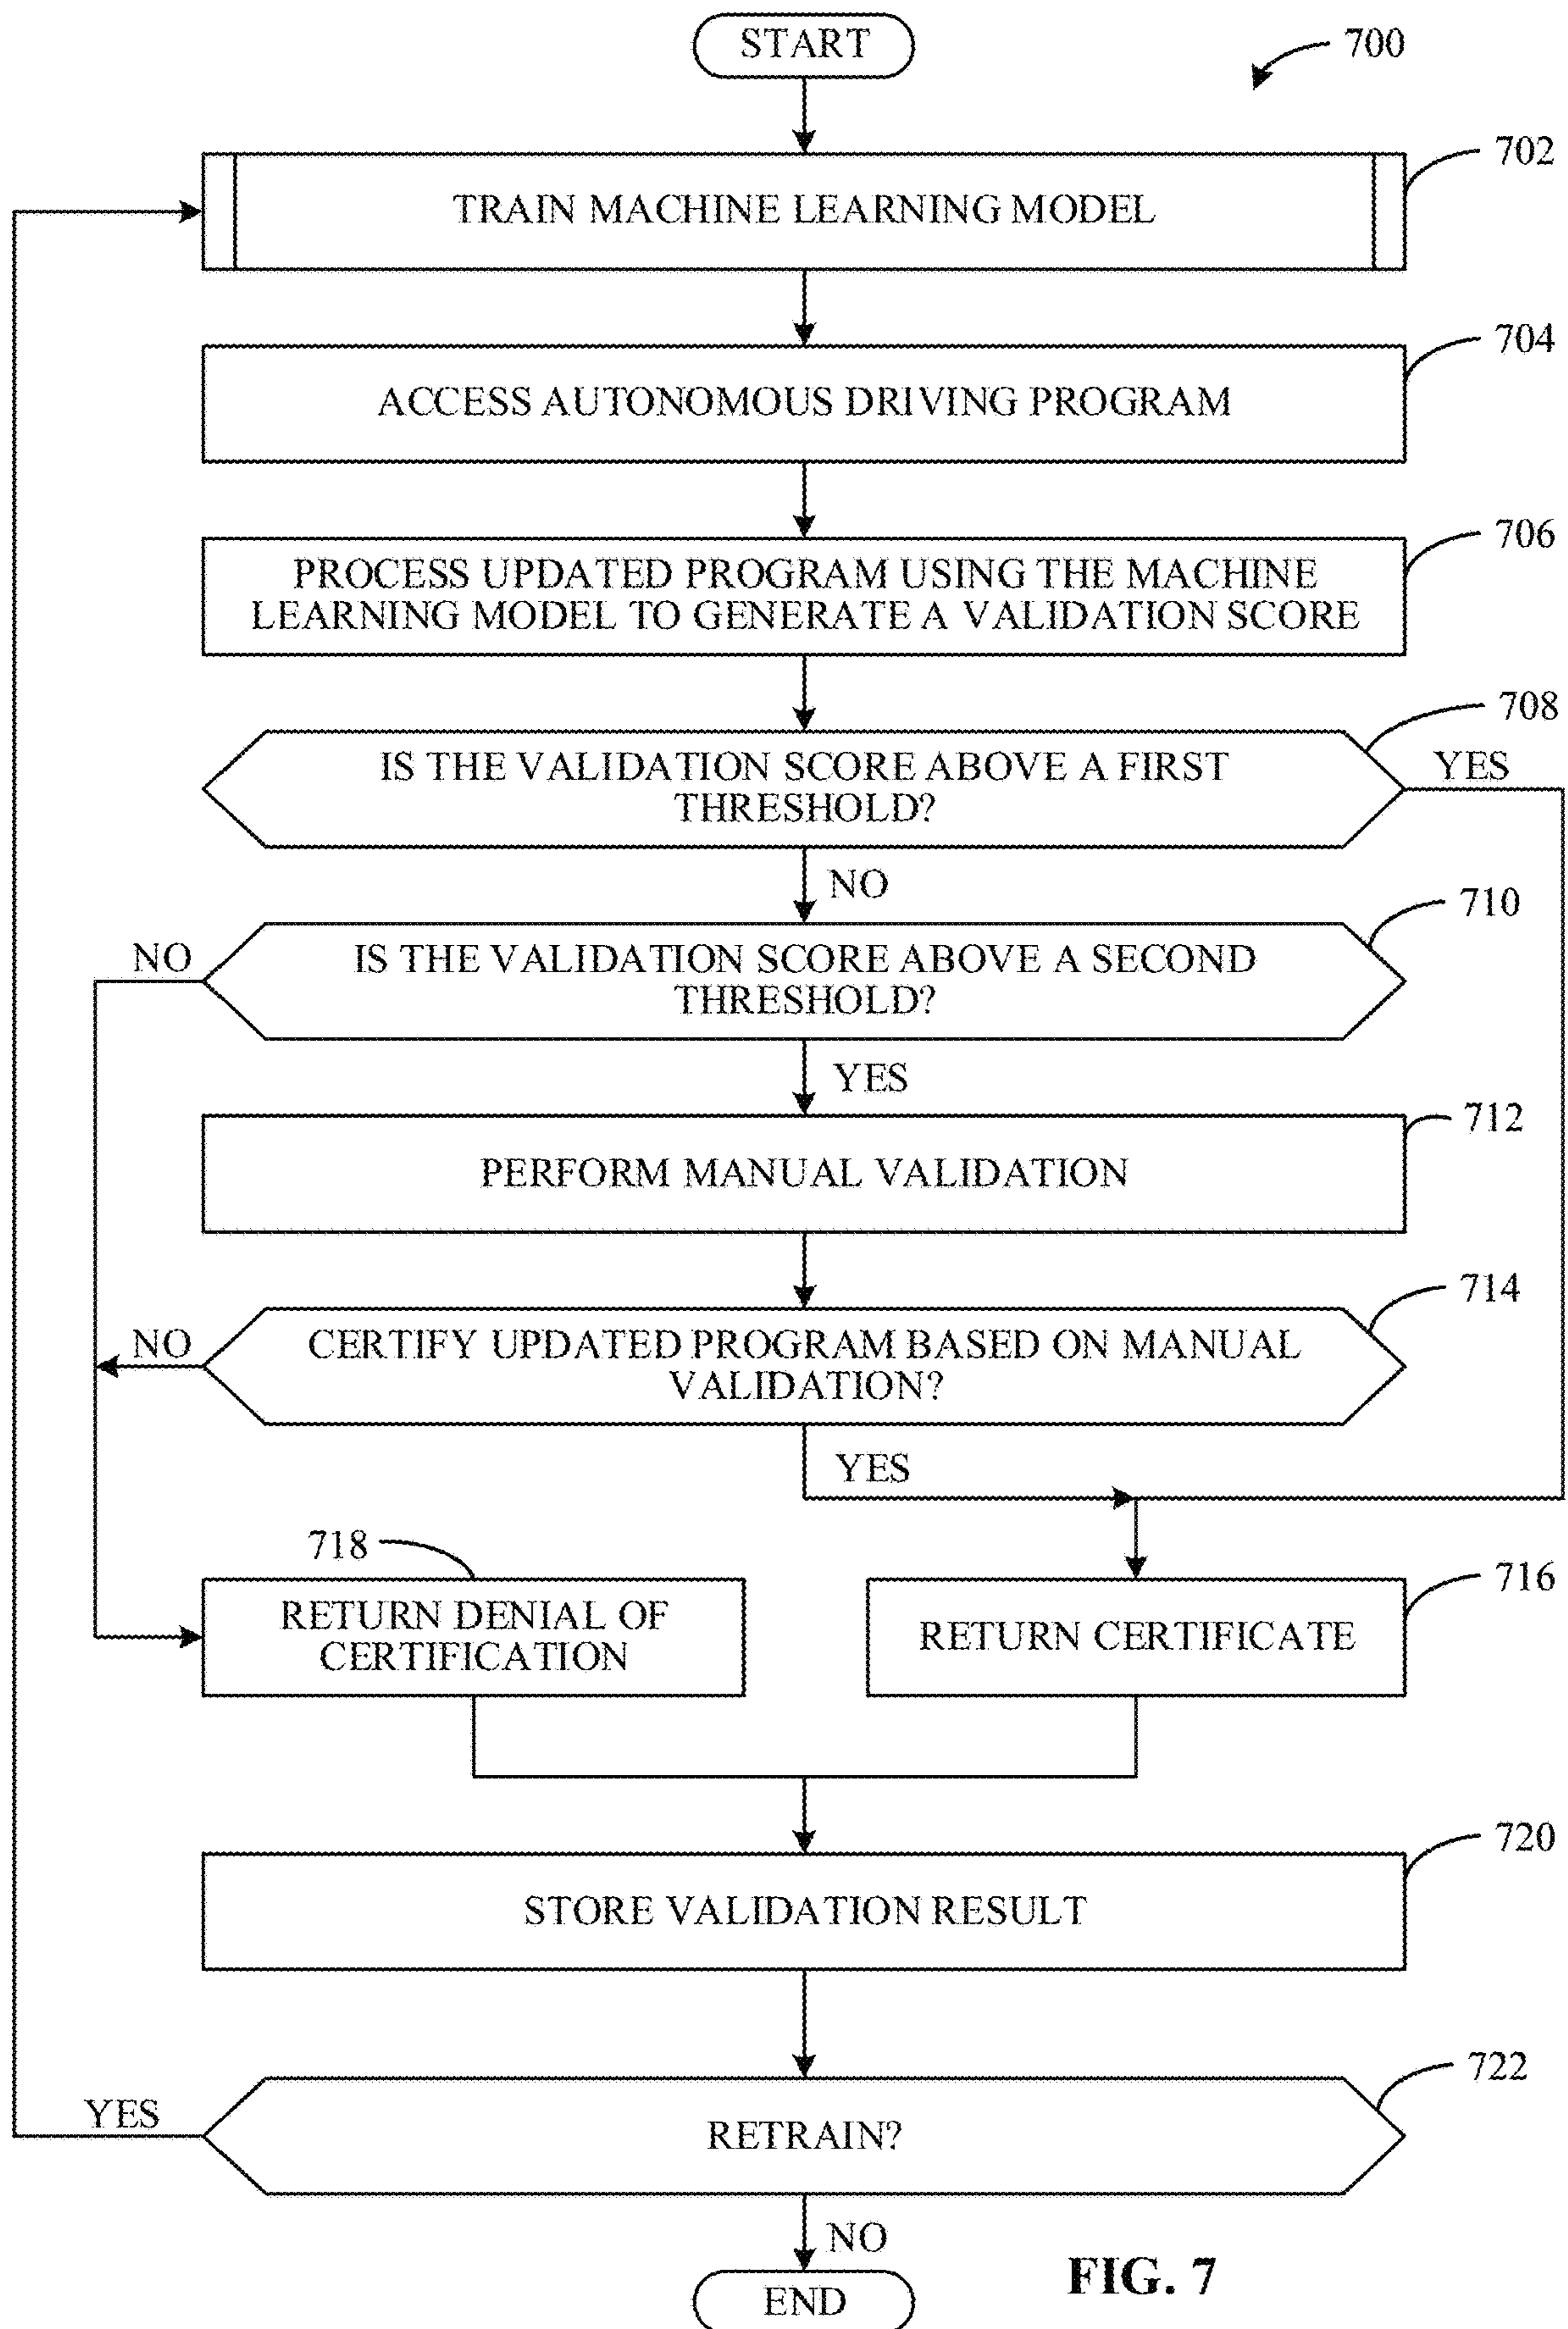 START
700
702
TRAIN MACHINE LEARNING MODEL
704
ACCESS AUTONOMOUS DRIVING PROGRAM
706
PROCESS UPDATED PROGRAM USING THE MACHINE
LEARNING MODEL TO GENERATE A VALIDATION SCORE
708
IS THE VALIDATION SCORE ABOVE A FIRST
THRESHOLD?
YES
NO
710
NO
IS THE VALIDATION SCORE ABOVE A SECOND
THRESHOLD?
YES
712
PERFORM MANUAL VALIDATION
714
NO
CERTIFY UPDATED PROGRAM BASED ON MANUAL
VALIDATION?
YES
718
RETURN DENIAL OF
CERTIFICATION
716
RETURN CERTIFICATE
720
STORE VALIDATION RESULT
722
YES
RETRAIN?
NO
END
FIG. 7